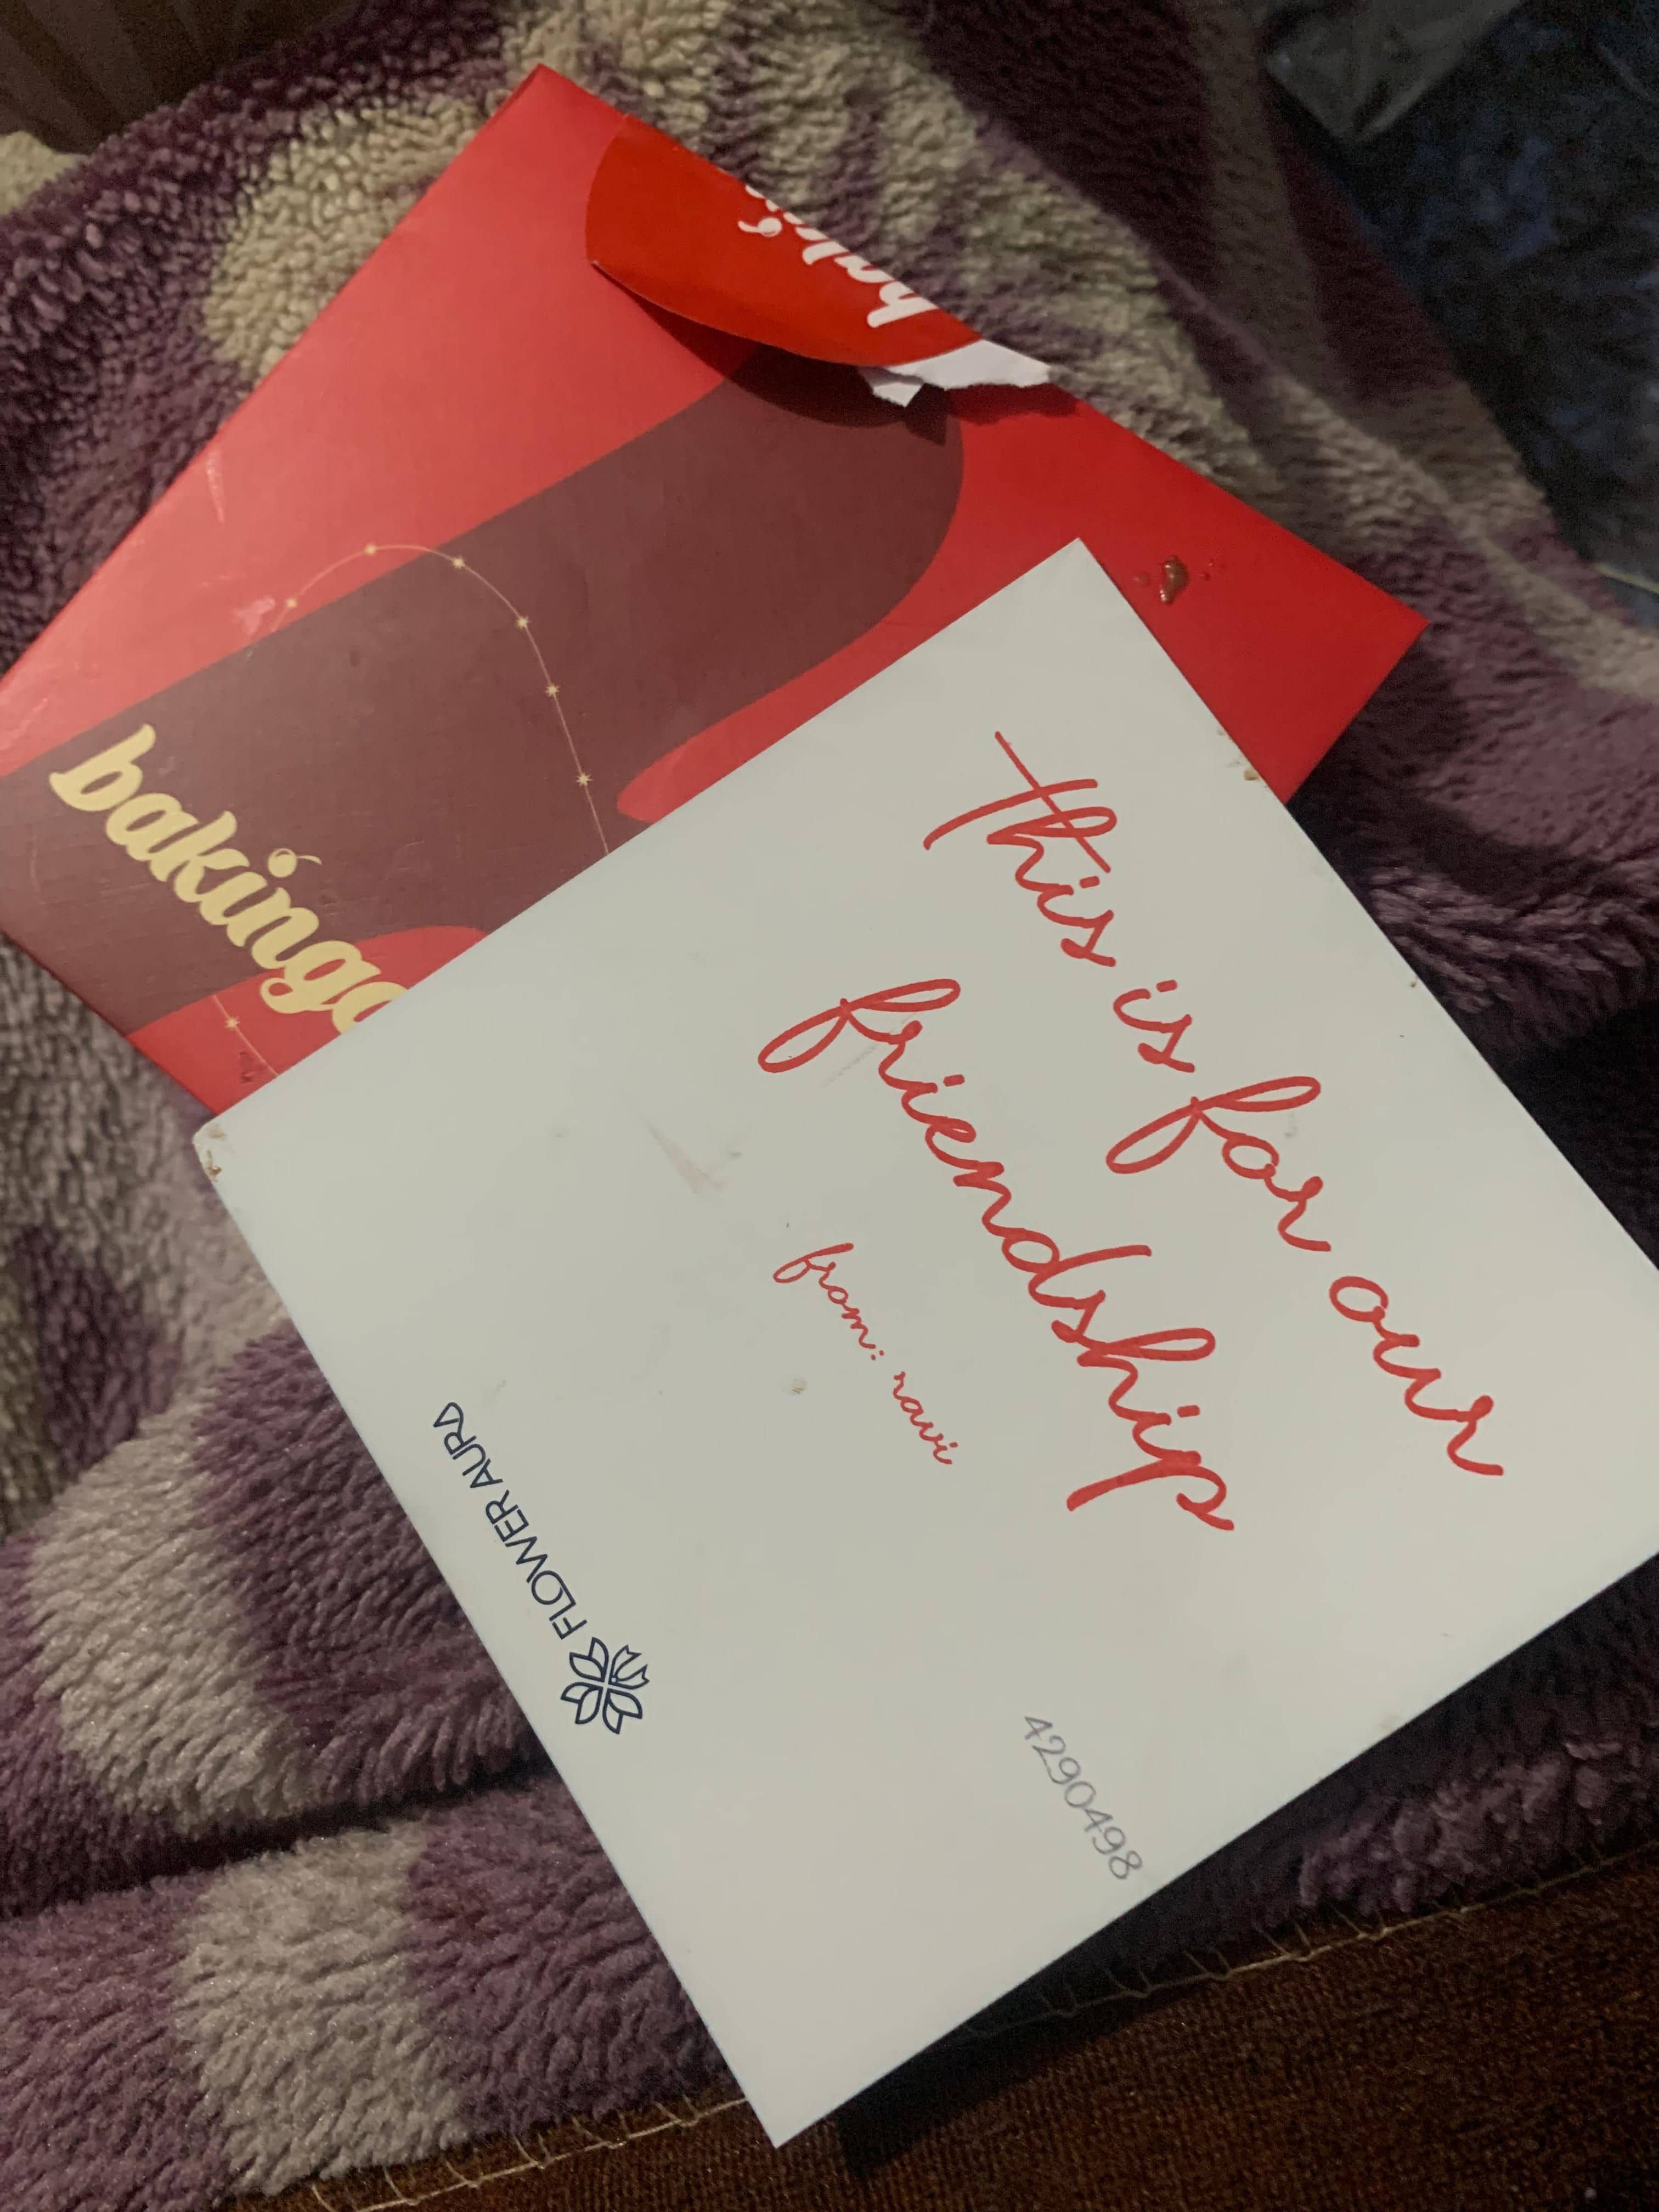 this is for our
friendship
from: ravi
FLOWER AURA
4290498
bakingo